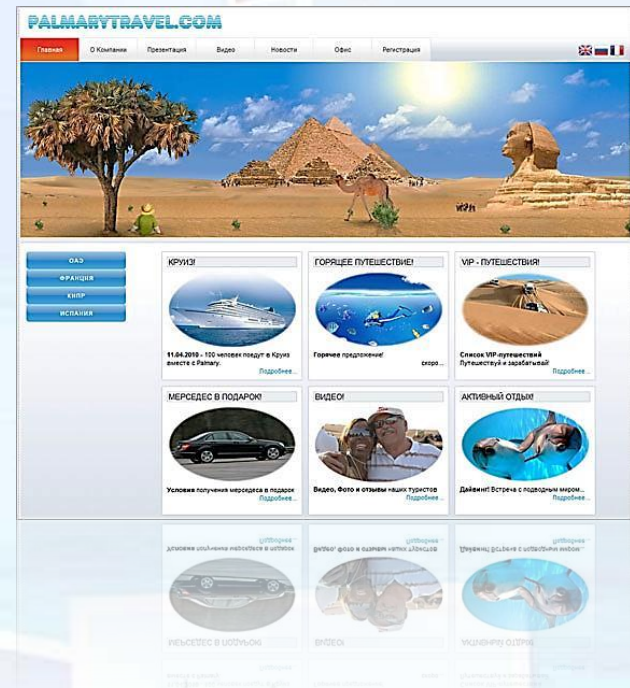 PALMARYTRAVEL.COM
Главная О Компании Презентация Видео Новости Офис Регистрация
ОАЭ
ФРАНЦИЯ
КИПР
ИСПАНИЯ
КРУИЗ!
11.04.2010 - 100 человек поедут в Круиз
вместе с Palmary.
Подробнее...
ГОРЯЩЕЕ ПУТЕШЕСТВИЕ!
Горячее предложение!
скоро...
VIP - ПУТЕШЕСТВИЯ!
Список VIP-путешествий
Путешествуй и зарабатывай!
Подробнее...
МЕРСЕДЕС В ПОДАРОК!
Условия получения мерседеса в подарок
Подробнее...
ВИДЕО!
Видео, Фото и отзывы наших туристов
Подробнее...
АКТИВНЫЙ ОТДЫХ!
Дайвинг! Встреча с подводным миром...
Подробнее...